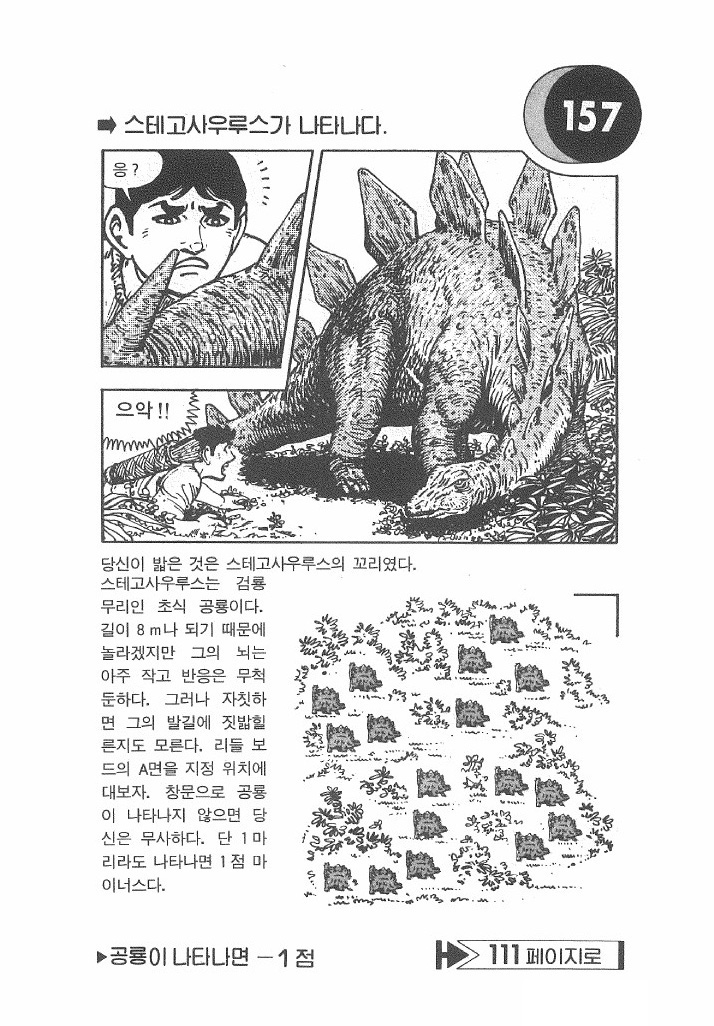 157
➡ 스테고사우루스가 나타나다.
응?
으악!!
당신이 밟은 것은 스테고사우루스의 꼬리였다.
스테고사우루스는 검룡
무리인 초식 공룡이다.
길이 8m나 되기 때문에
놀라겠지만 그의 뇌는
아주 작고 반응은 무척
둔하다. 그러나 자칫하
면 그의 발길에 짓밟힐
른지도 모른다. 리들 보
드의 A면을 지정 위치에
대보자. 창문으로 공룡
이 나타나지 않으면 당
신은 무사하다. 단 1마
리라도 나타나면 1점 마
이너스다.
▶공룡이 나타나면 －1점
111 페이지로